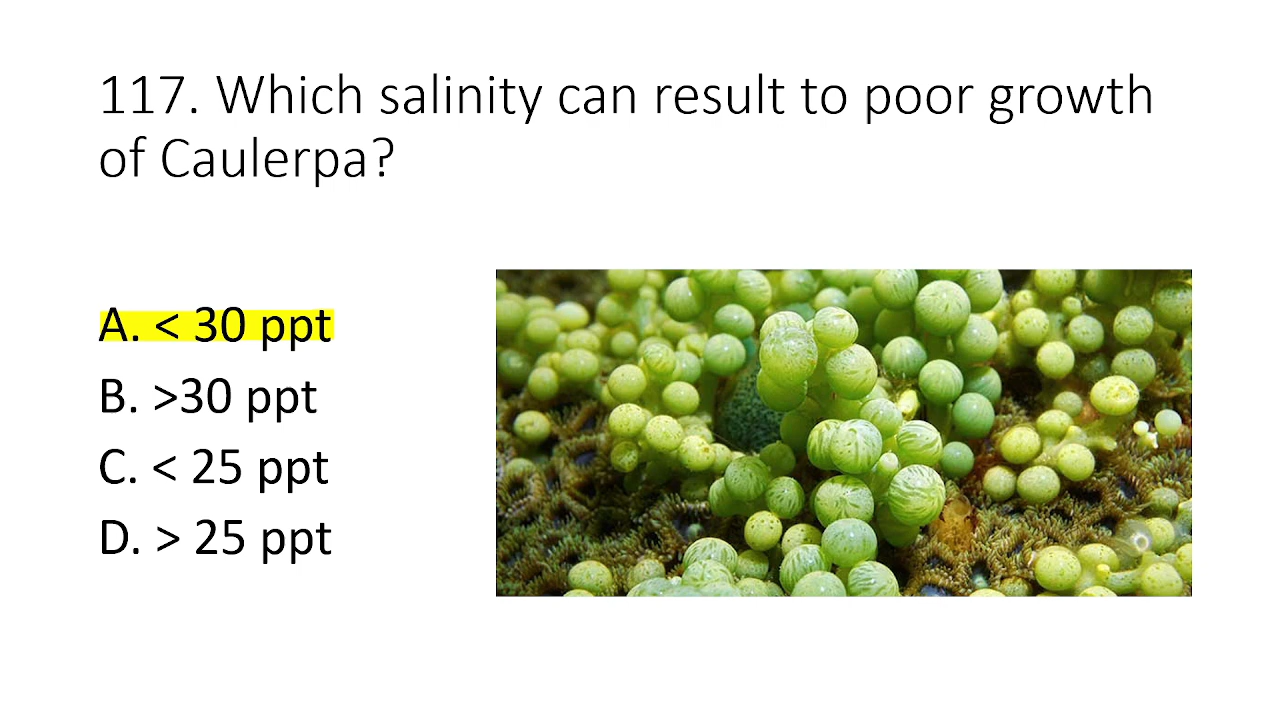 117. Which salinity can result to poor growth
of Caulerpa?
A. < 30 ppt
B. >30 ppt
C. < 25 ppt
D. > 25 ppt